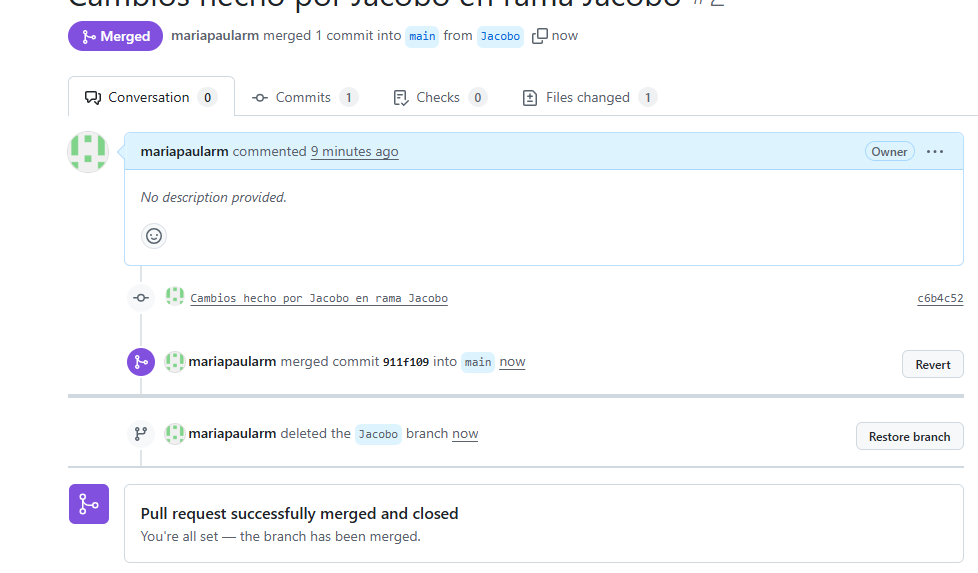 Cambios hecho por Jacobo en rama Jacobo #2
Merged mariapaularm merged 1 commit into main from Jacobo now
Conversation 0 Commits 1 Checks 0 Files changed 1
mariapaularm commented 9 minutes ago Owner
No description provided.
Cambios hecho por Jacobo en rama Jacobo c6b4c52
mariapaularm merged commit 911f109 into main now Revert
mariapaularm deleted the Jacobo branch now Restore branch
Pull request successfully merged and closed
You're all set — the branch has been merged.